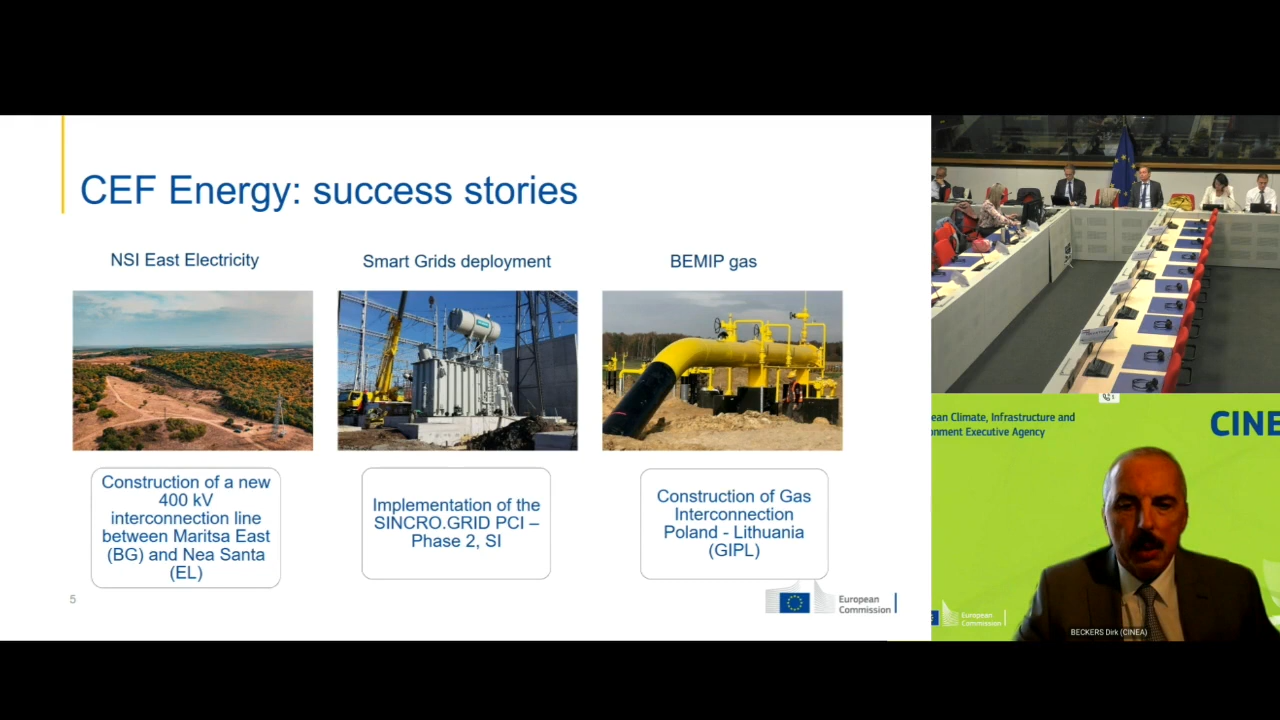 CEF Energy: success stories
NSI East Electricity
Smart Grids deployment
BEMIP gas
Construction of a new
400 kV
interconnection line
between Maritsa East
(BG) and Nea Santa
(EL)
Implementation of the
SINCRO.GRID PCI –
Phase 2, SI
Construction of Gas
Interconnection
Poland - Lithuania
(GIPL)
5
European
Commission
1
ean Climate, Infrastructure and
onment Executive Agency
CINE
European
Commission
BECKERS Dirk (CINEA)